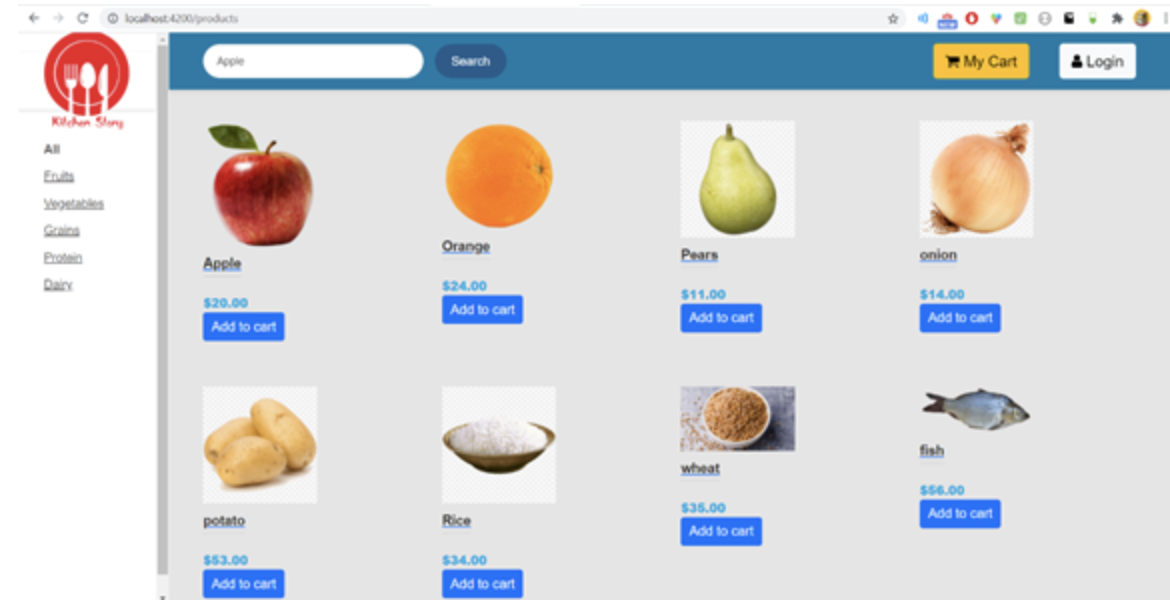 localhost:4200/products
Kitchen Story
All
Fruits
Vegetables
Grains
Protein
Dairy
Apple
Search
My Cart
Login
Apple
$20.00
Add to cart
Orange
$24.00
Add to cart
Pears
$11.00
Add to cart
onion
$14.00
Add to cart
potato
$53.00
Add to cart
Rice
$34.00
Add to cart
wheat
$35.00
Add to cart
fish
$56.00
Add to cart